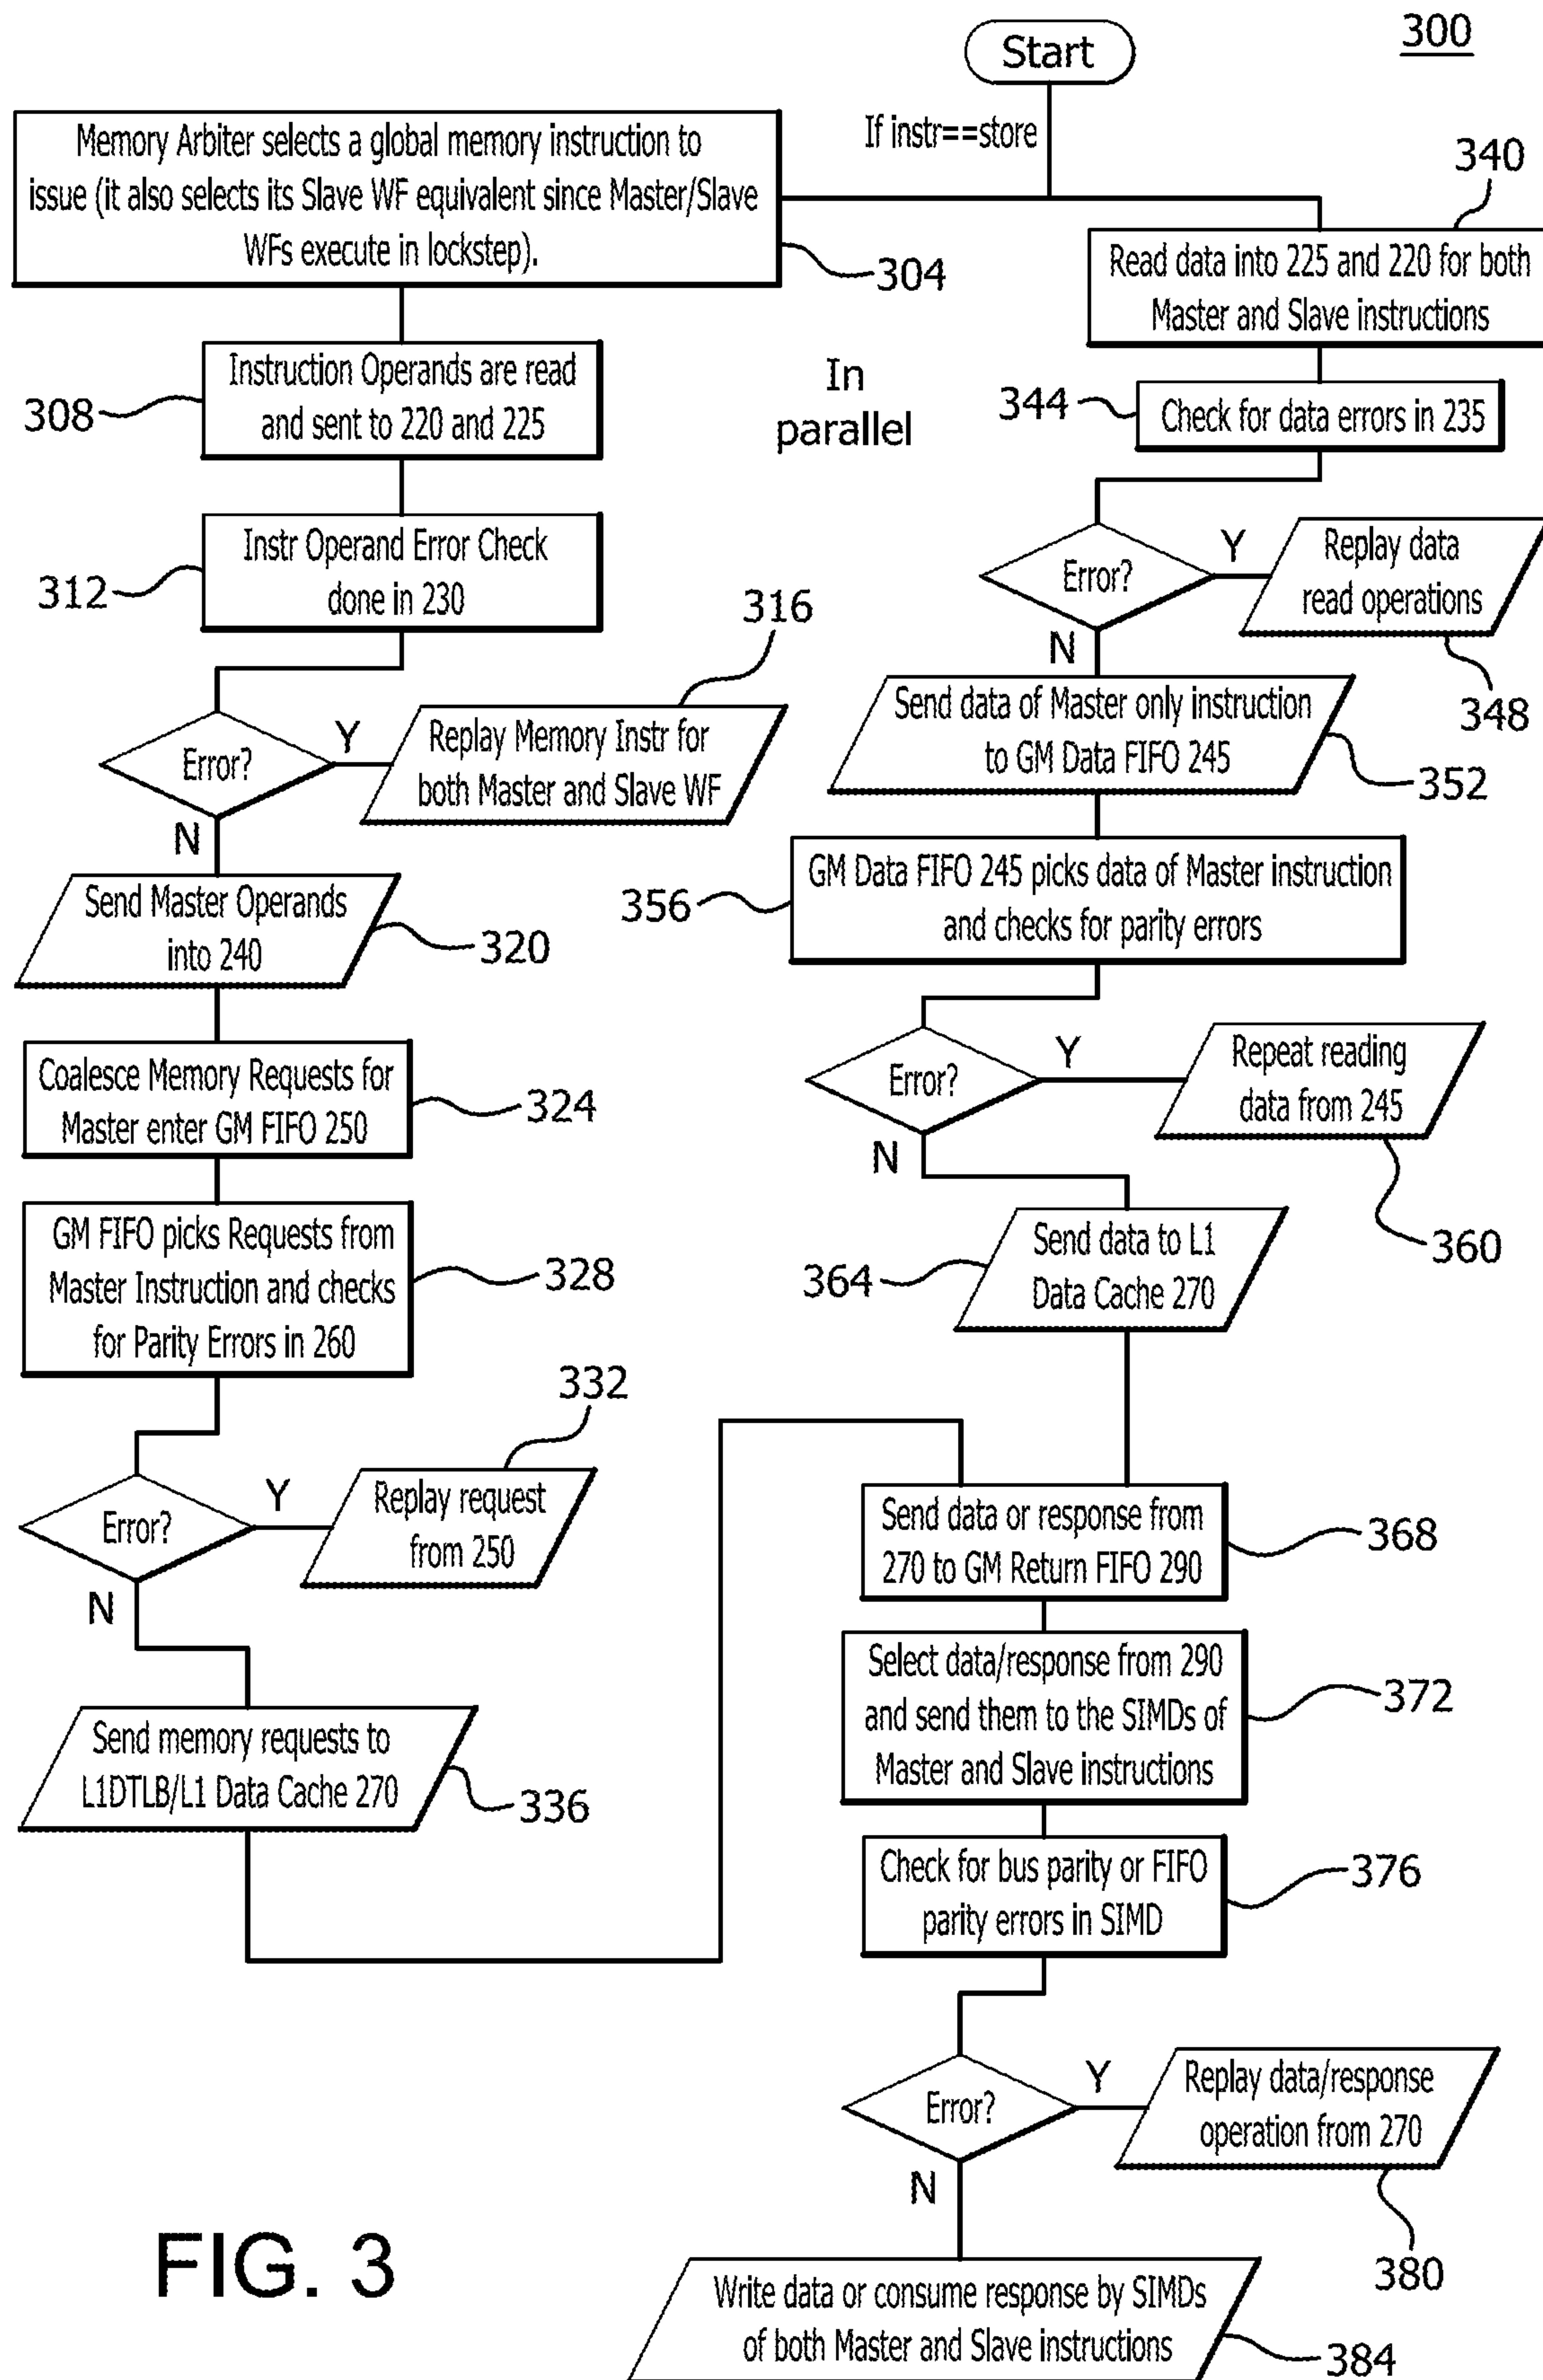 300
Start
If instr==store
Memory Arbiter selects a global memory instruction to
issue (it also selects its Slave WF equivalent since Master/Slave
WFs execute in lockstep).
304
Instruction Operands are read
and sent to 220 and 225
308
Instr Operand Error Check
done in 230
312
Error?
Y
N
Replay Memory Instr for
both Master and Slave WF
316
Send Master Operands
into 240
320
Coalesce Memory Requests for
Master enter GM FIFO 250
324
GM FIFO picks Requests from
Master Instruction and checks
for Parity Errors in 260
328
Error?
Y
N
Replay request
from 250
332
Send memory requests to
L1DTLB/L1 Data Cache 270
336
In
parallel
340
Read data into 225 and 220 for both
Master and Slave instructions
344
Check for data errors in 235
Error?
Y
N
Replay data
read operations
348
Send data of Master only instruction
to GM Data FIFO 245
352
GM Data FIFO 245 picks data of Master instruction
and checks for parity errors
356
Error?
Y
N
Repeat reading
data from 245
360
Send data to L1
Data Cache 270
364
Send data or response from
270 to GM Return FIFO 290
368
Select data/response from 290
and send them to the SIMDs of
Master and Slave instructions
372
Check for bus parity or FIFO
parity errors in SIMD
376
Error?
Y
N
Replay data/response
operation from 270
380
Write data or consume response by SIMDs
of both Master and Slave instructions
384
FIG. 3